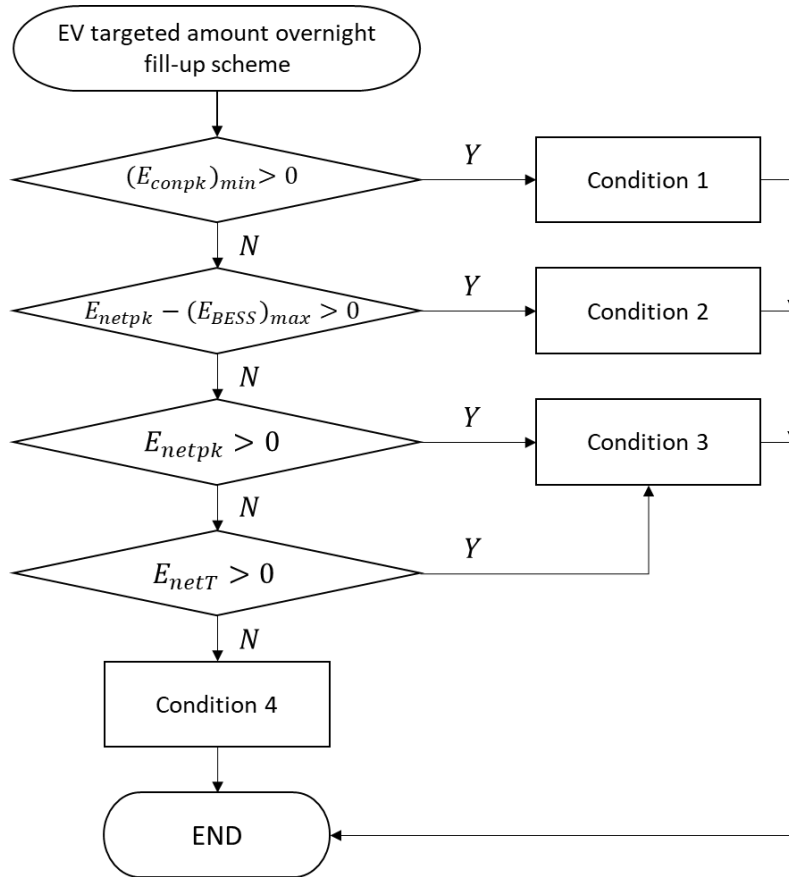 EV targeted amount overnight
fill-up scheme
(E_conpk)_min > 0
Y
Condition 1
N
E_netpk − (E_BESS)_max > 0
Y
Condition 2
N
E_netpk > 0
Y
Condition 3
N
E_netT > 0
Y
N
Condition 4
END